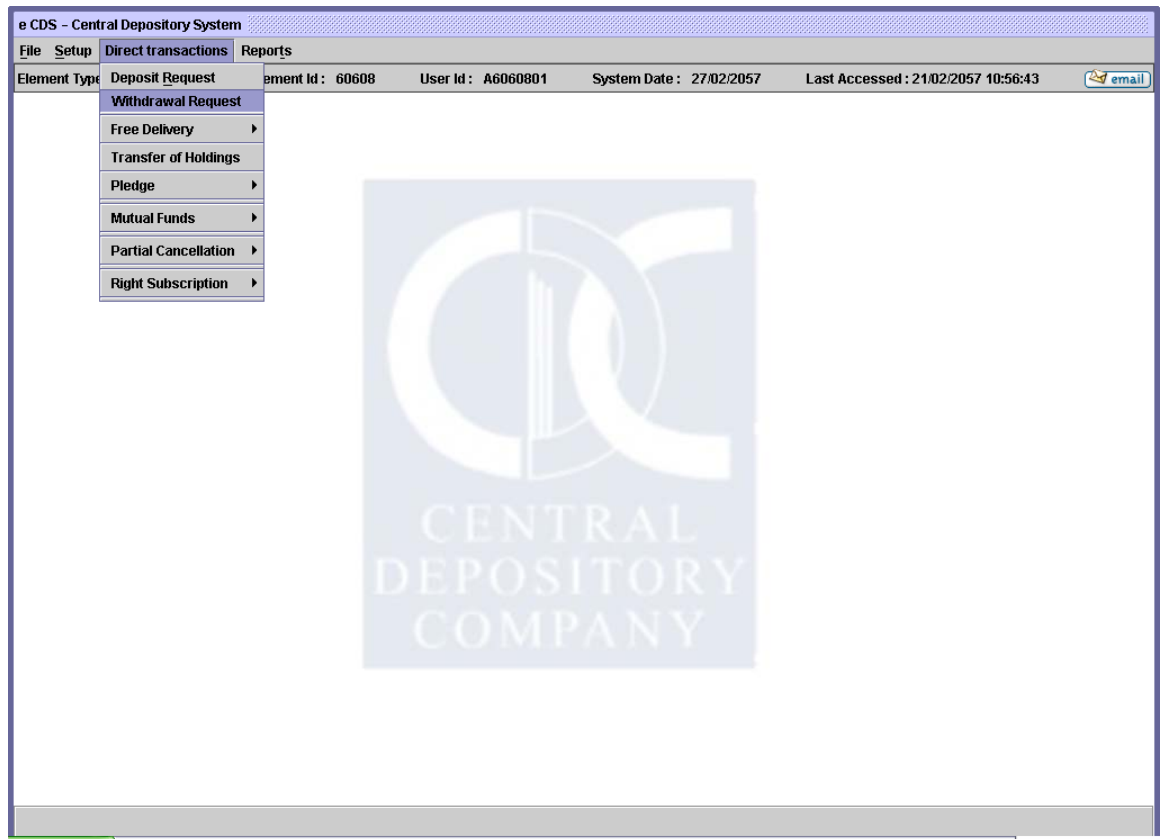 e CDS – Central Depository System
File Setup Direct transactions Reports
Element Type ement Id : 60608 User Id : A6060801 System Date : 27/02/2057 Last Accessed : 21/02/2057 10:56:43 email
Deposit Request
Withdrawal Request
Free Delivery
Transfer of Holdings
Pledge
Mutual Funds
Partial Cancellation
Right Subscription
CENTRAL
DEPOSITORY
COMPANY